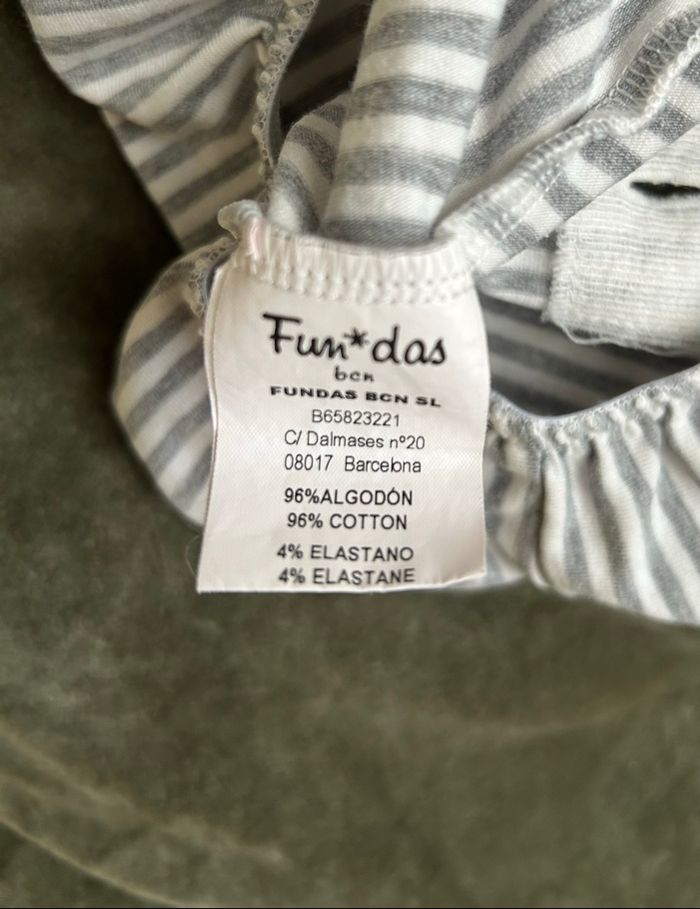 Fun*das
bcn
FUNDAS BCN SL
B65823221
C/ Dalmases nº20
08017 Barcelona
96%ALGODÓN
96% COTTON
4% ELASTANO
4% ELASTANE